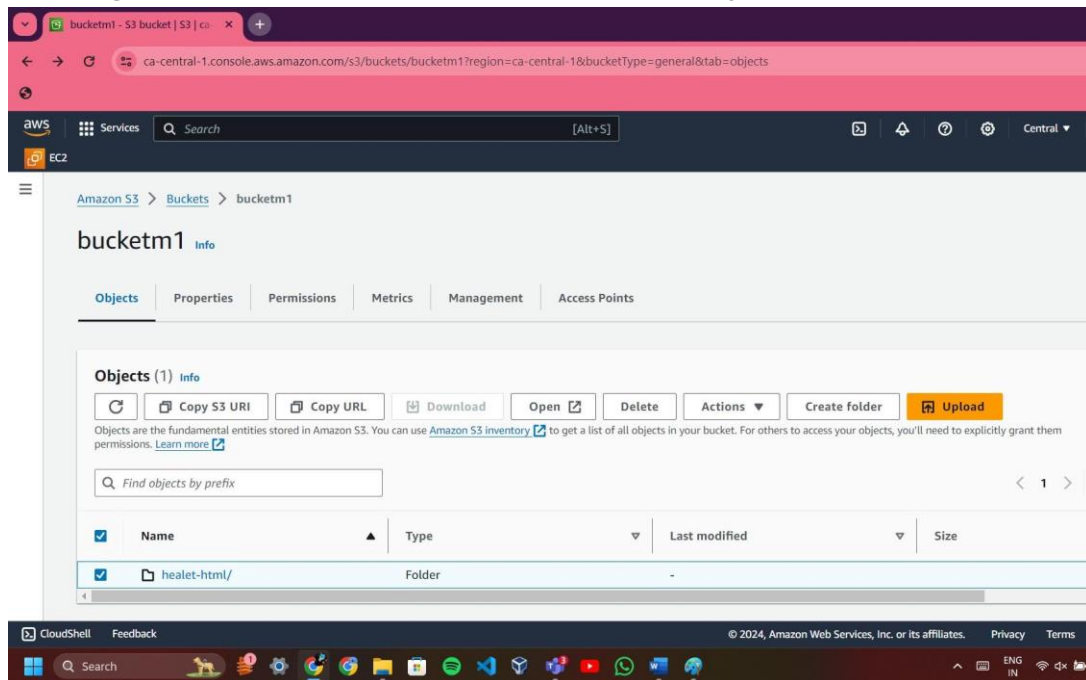 bucketm1 - S3 bucket | S3 | ca-
ca-central-1.console.aws.amazon.com/s3/buckets/bucketm1?region=ca-central-1&bucketType=general&tab=objects
aws Services Search [Alt+S] Central
EC2
Amazon S3 > Buckets > bucketm1
bucketm1 Info
Objects Properties Permissions Metrics Management Access Points
Objects (1) Info
Copy S3 URI Copy URL Download Open Delete Actions Create folder Upload
Objects are the fundamental entities stored in Amazon S3. You can use Amazon S3 inventory to get a list of all objects in your bucket. For others to access your objects, you'll need to explicitly grant them
permissions. Learn more
Find objects by prefix
1
Name Type Last modified Size
healet-html/ Folder -
CloudShell Feedback © 2024, Amazon Web Services, Inc. or its affiliates. Privacy Terms
Search ENG
IN